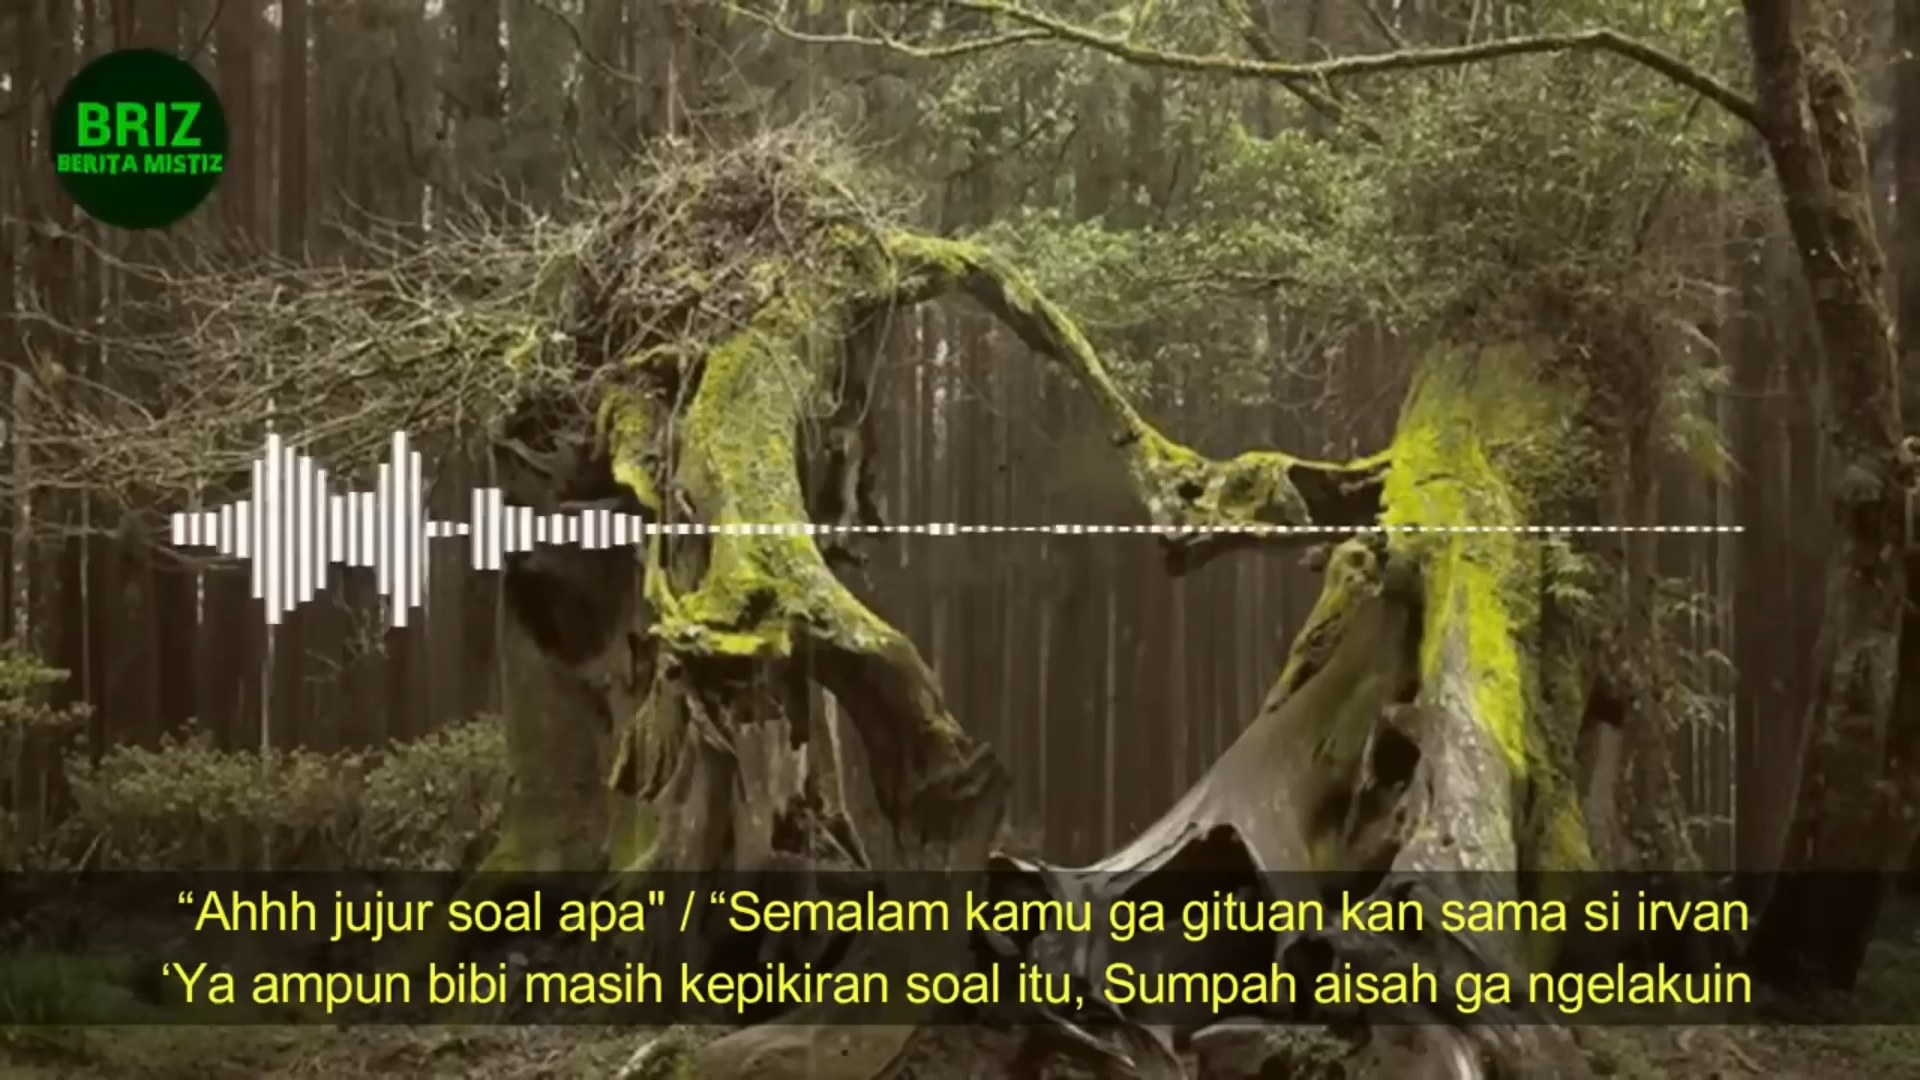 BRIZ
BERITA MISTIZ
“Ahhh jujur soal apa" / “Semalam kamu ga gituan kan sama si irvan
‘Ya ampun bibi masih kepikiran soal itu, Sumpah aisah ga ngelakuin